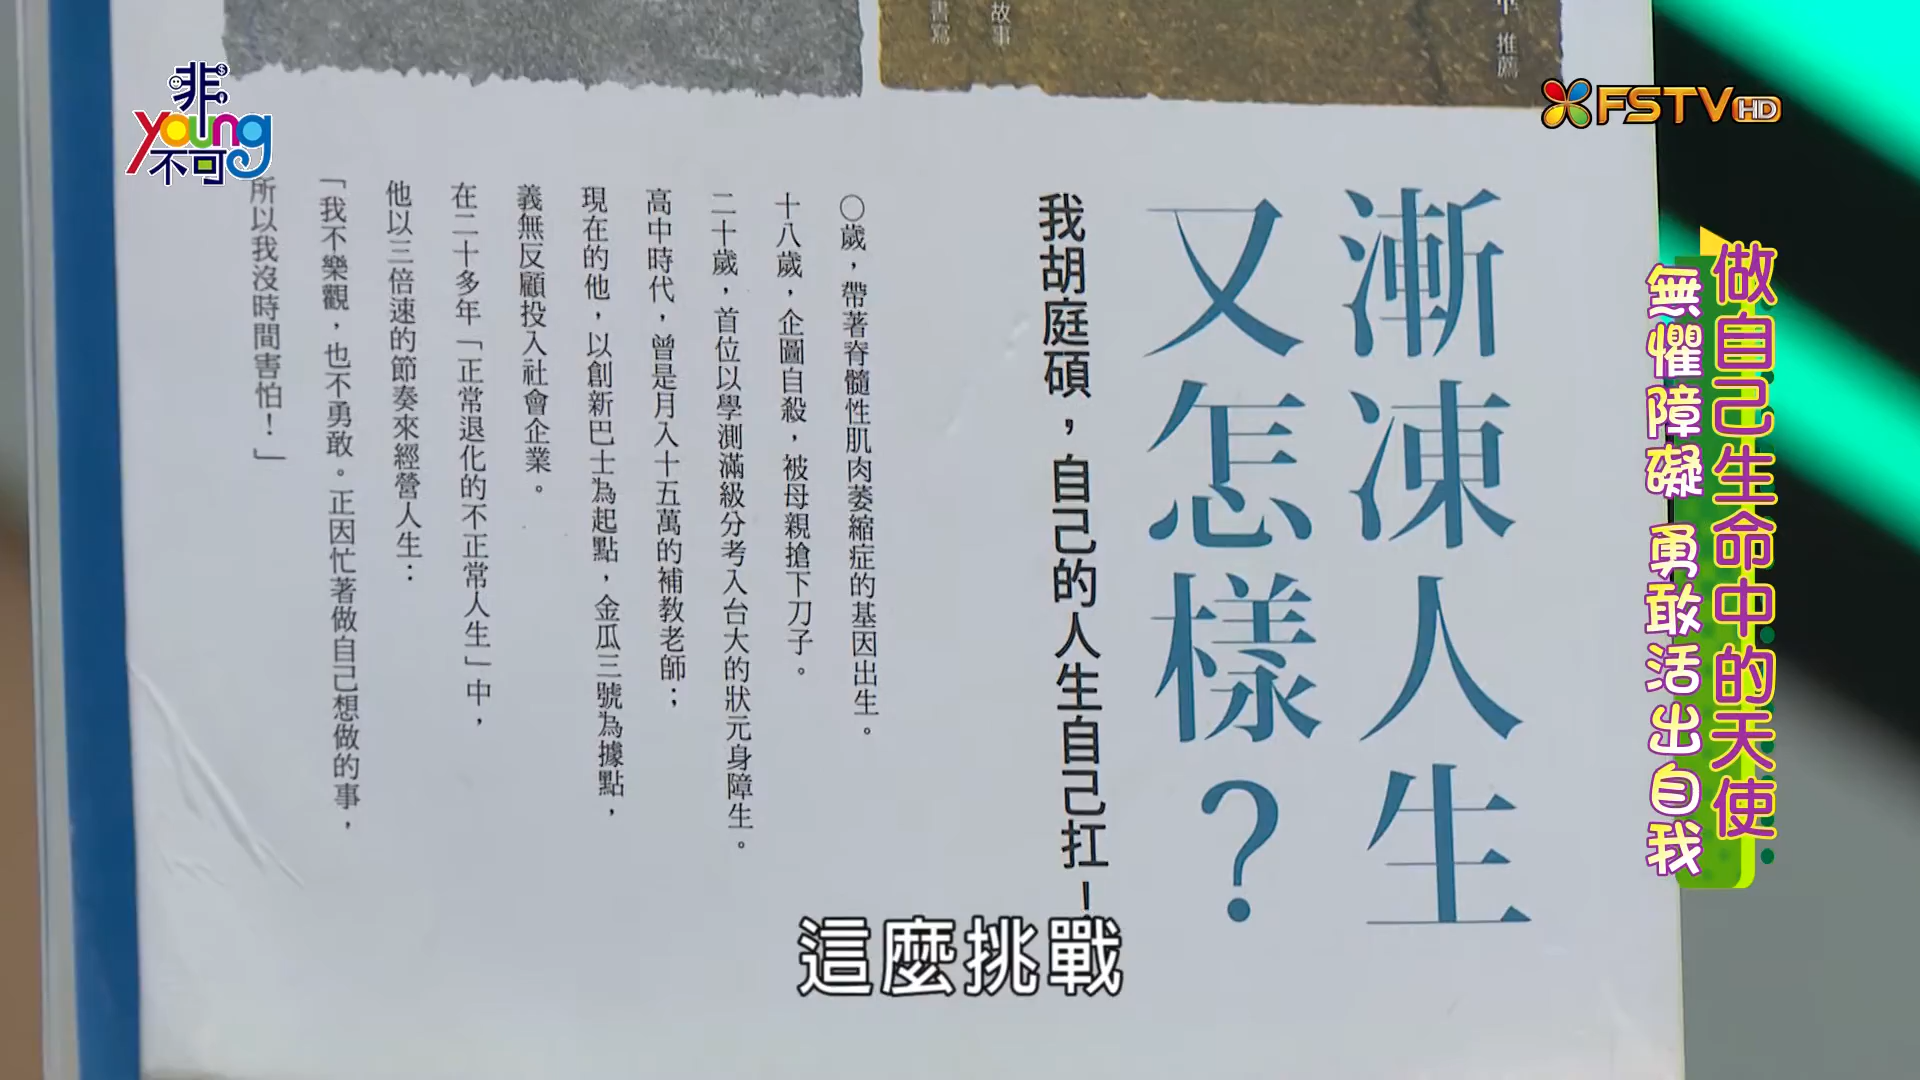 非
young
不可
FSTV HD
故事
書寫
推薦
漸凍人生
又怎樣？
我胡庭碩，自己的人生自己扛！
〇歲，帶著脊髓性肌肉萎縮症的基因出生。
十八歲，企圖自殺，被母親搶下刀子。
二十歲，首位以學測滿級分考入台大的狀元身障生。
高中時代，曾是月入十五萬的補教老師；
現在的他，以創新巴士為起點，金瓜三號為據點，
義無反顧投入社會企業。
在二十多年「正常退化的不正常人生」中，
他以三倍速的節奏來經營人生：
「我不樂觀，也不勇敢。正因忙著做自己想做的事，
所以我沒時間害怕！」
做自己生命中的天使
無懼障礙 勇敢活出自我
這麼挑戰